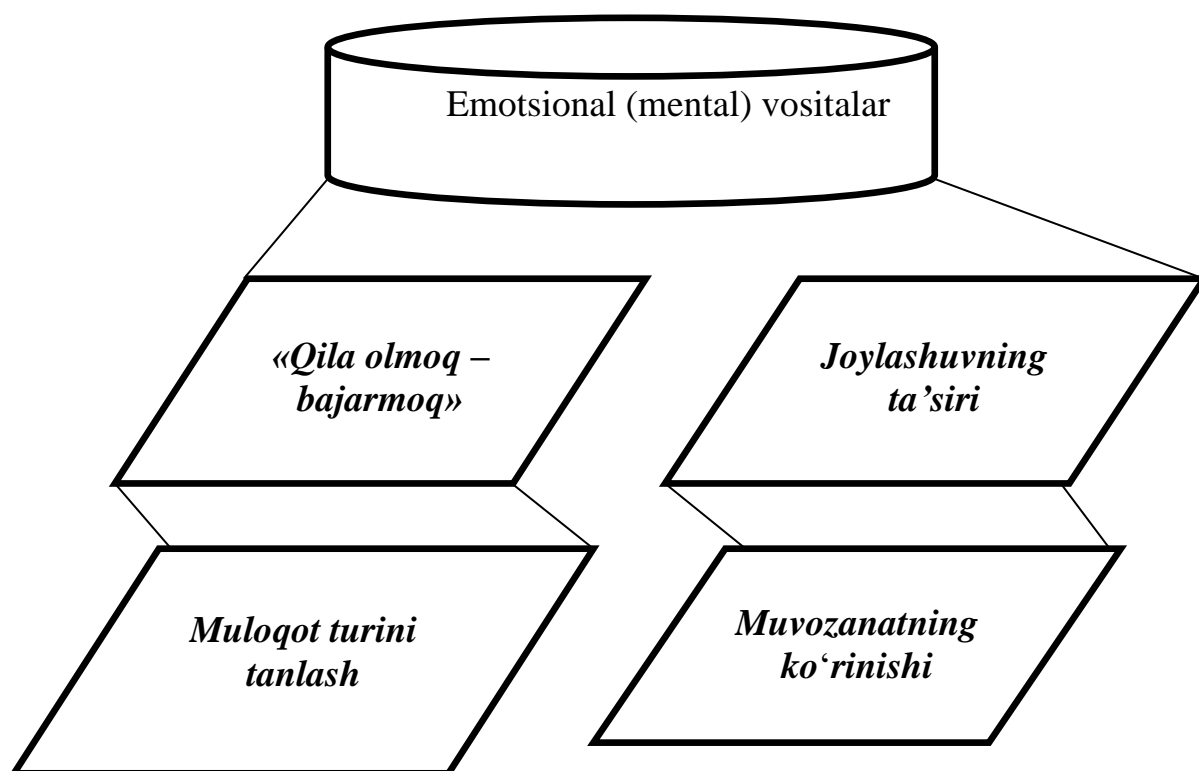 Emotsional (mental) vositalar
«Qila olmoq –
bajarmoq»
Joylashuvning
ta’siri
Muloqot turini
tanlash
Muvozanatning
ko‘rinishi